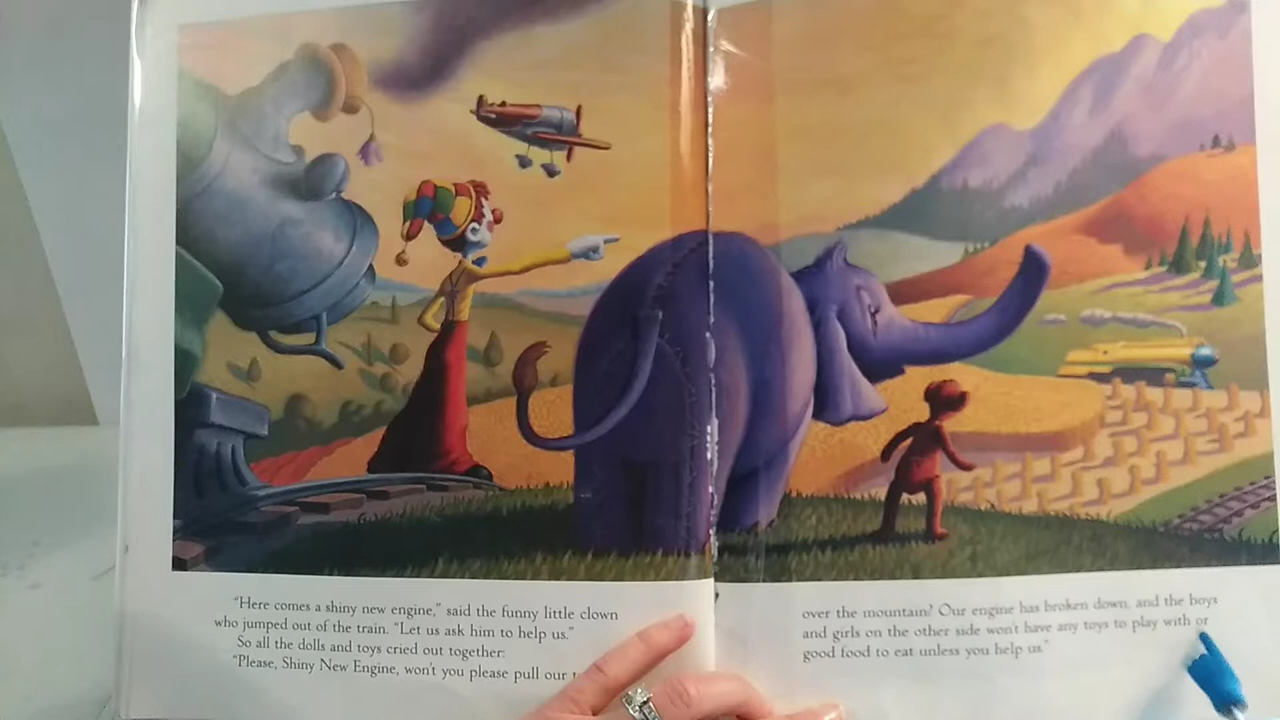 "Here comes a shiny new engine," said the funny little clown
who jumped out of the train. "Let us ask him to help us."
So all the dolls and toys cried out together:
"Please, Shiny New Engine, won't you please pull our
over the mountain? Our engine has broken down, and the boys
and girls on the other side won't have any toys to play with or
good food to eat unless you help us."